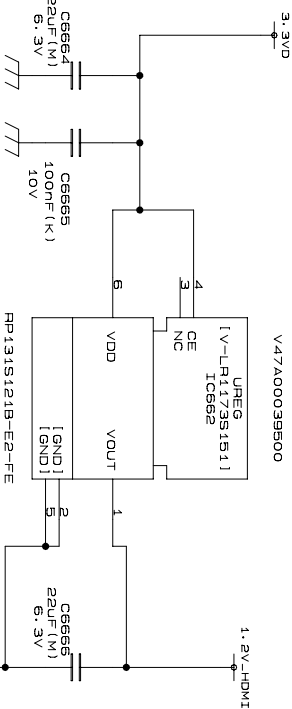 3.3VD
C6664
22uF(M)
6.3V
C6665
100nF(K)
10V
V47A00039500
UREG
[V-LR1173S151]
IC662
4
CE
3
NC
6
VDD
VOUT
1
[GND]
2
[GND]
5
RP131S121B-E2-FE
1.2V_HDMI
C6666
22uF(M)
6.3V